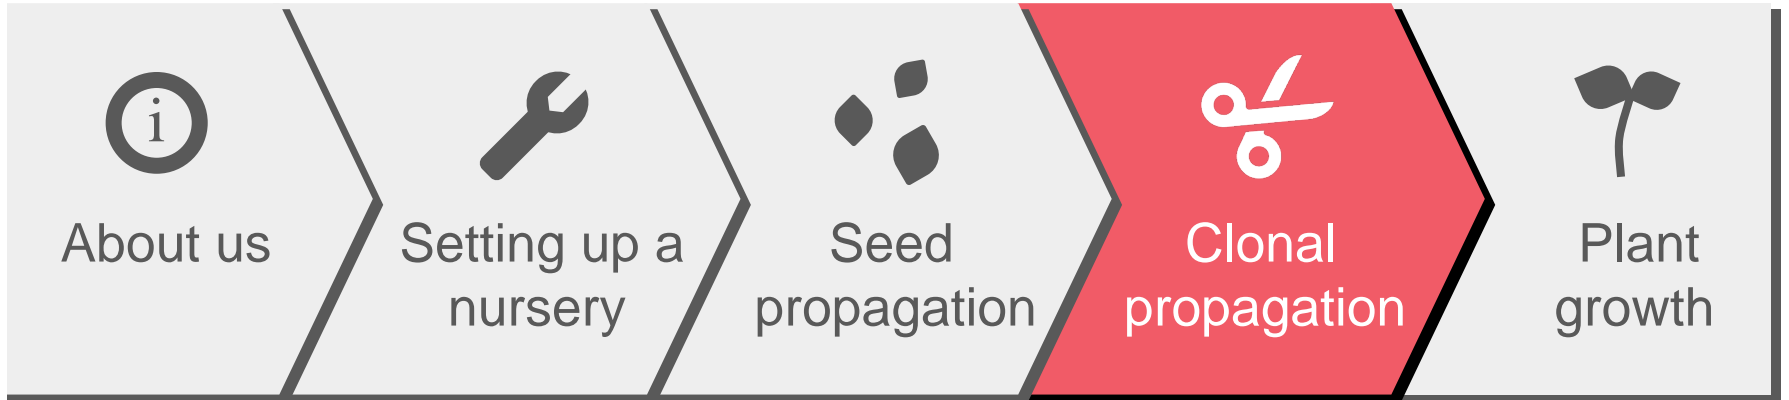 i
About us
Setting up a
nursery
Seed
propagation
Clonal
propagation
Plant
growth